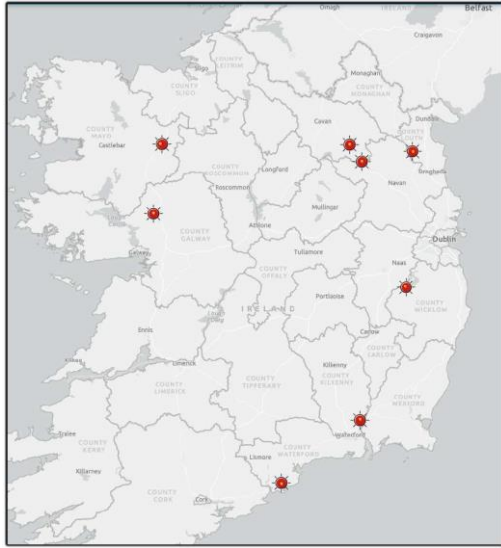 Omagh
IRELAND
Belfast
Craigavon
COUNTY
LEITRIM
Monaghan
COUNTY
SLIGO
COUNTY
MONAGHAN
Dundalk
COUNTY
MAYO
Castlebar
Cavan
COUNTY
LOUTH
COUNTY
ROSCOMMON
Longford
Navan
Drogheda
Roscommon
Mullingar
Athlone
COUNTY
GALWAY
Galway
Tullamore
Dublin
Naas
COUNTY
OFFALY
Portlaoise
COUNTY
WICKLOW
IRELAND
Ennis
Carlow
COUNTY
CARLOW
Kilkee
Limerick
Kilkenny
COUNTY
LIMERICK
COUNTY
TIPPERARY
COUNTY
KILKENNY
COUNTY
WEXFORD
Tralee
COUNTY
KERRY
Waterford
Lismore
COUNTY
WATERFORD
Killarney
COUNTY
CORK
Cork